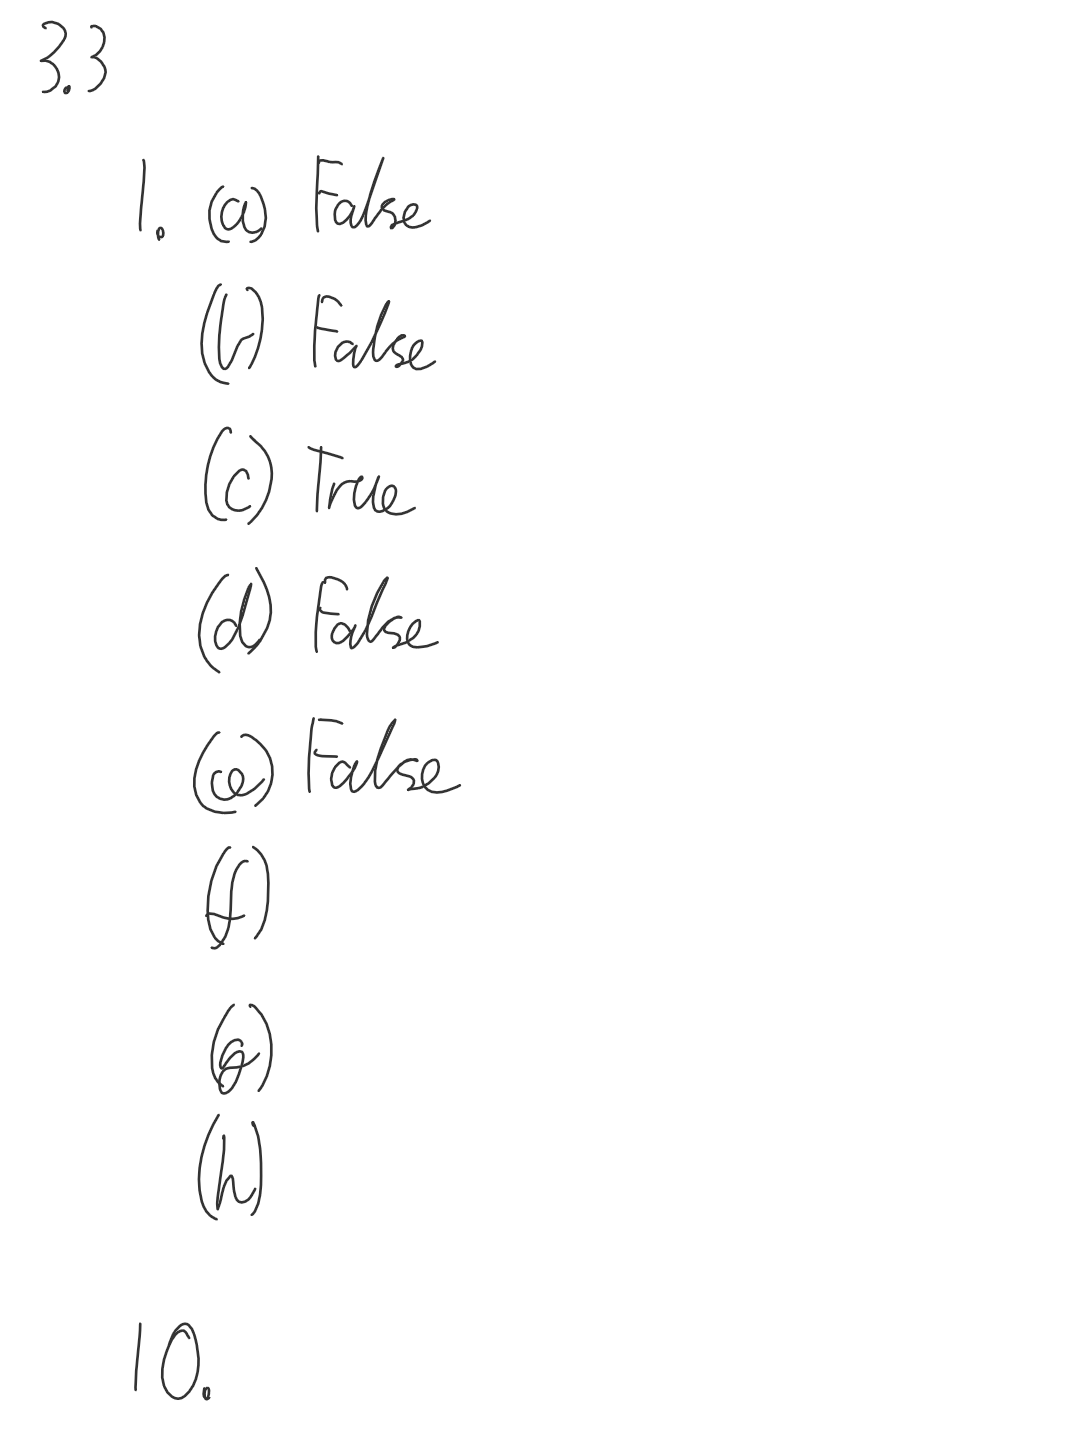 3.3
1. (a) False
(b) False
(c) True
(d) False
(e) False
(f)
(g)
(h)
10.